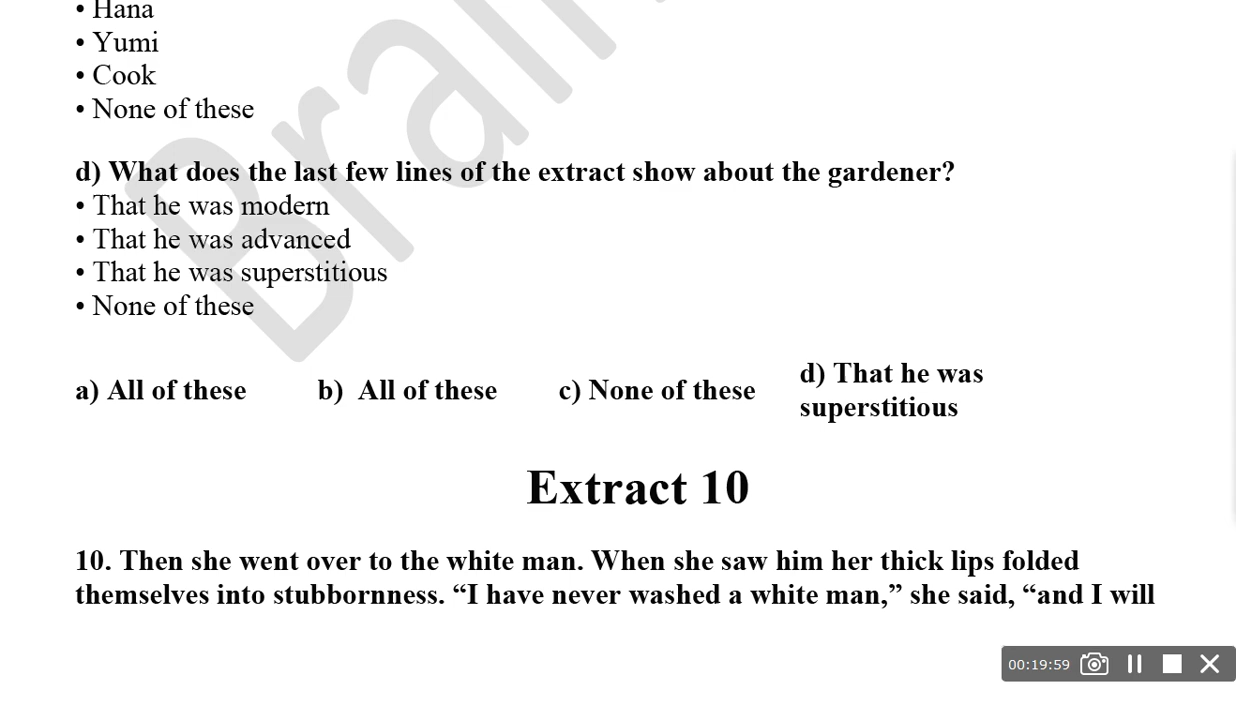 • Hana
• Yumi
• Cook
• None of these
d) What does the last few lines of the extract show about the gardener?
• That he was modern
• That he was advanced
• That he was superstitious
• None of these
a) All of these b) All of these c) None of these d) That he was superstitious
Extract 10
10. Then she went over to the white man. When she saw him her thick lips folded
themselves into stubbornness. “I have never washed a white man,” she said, “and I will
00:19:59